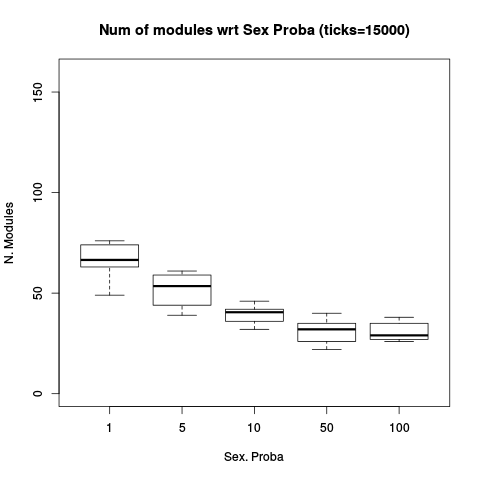 Num of modules wrt Sex Proba (ticks=15000)
150
100
50
0
N. Modules
1 5 10 50 100
Sex. Proba